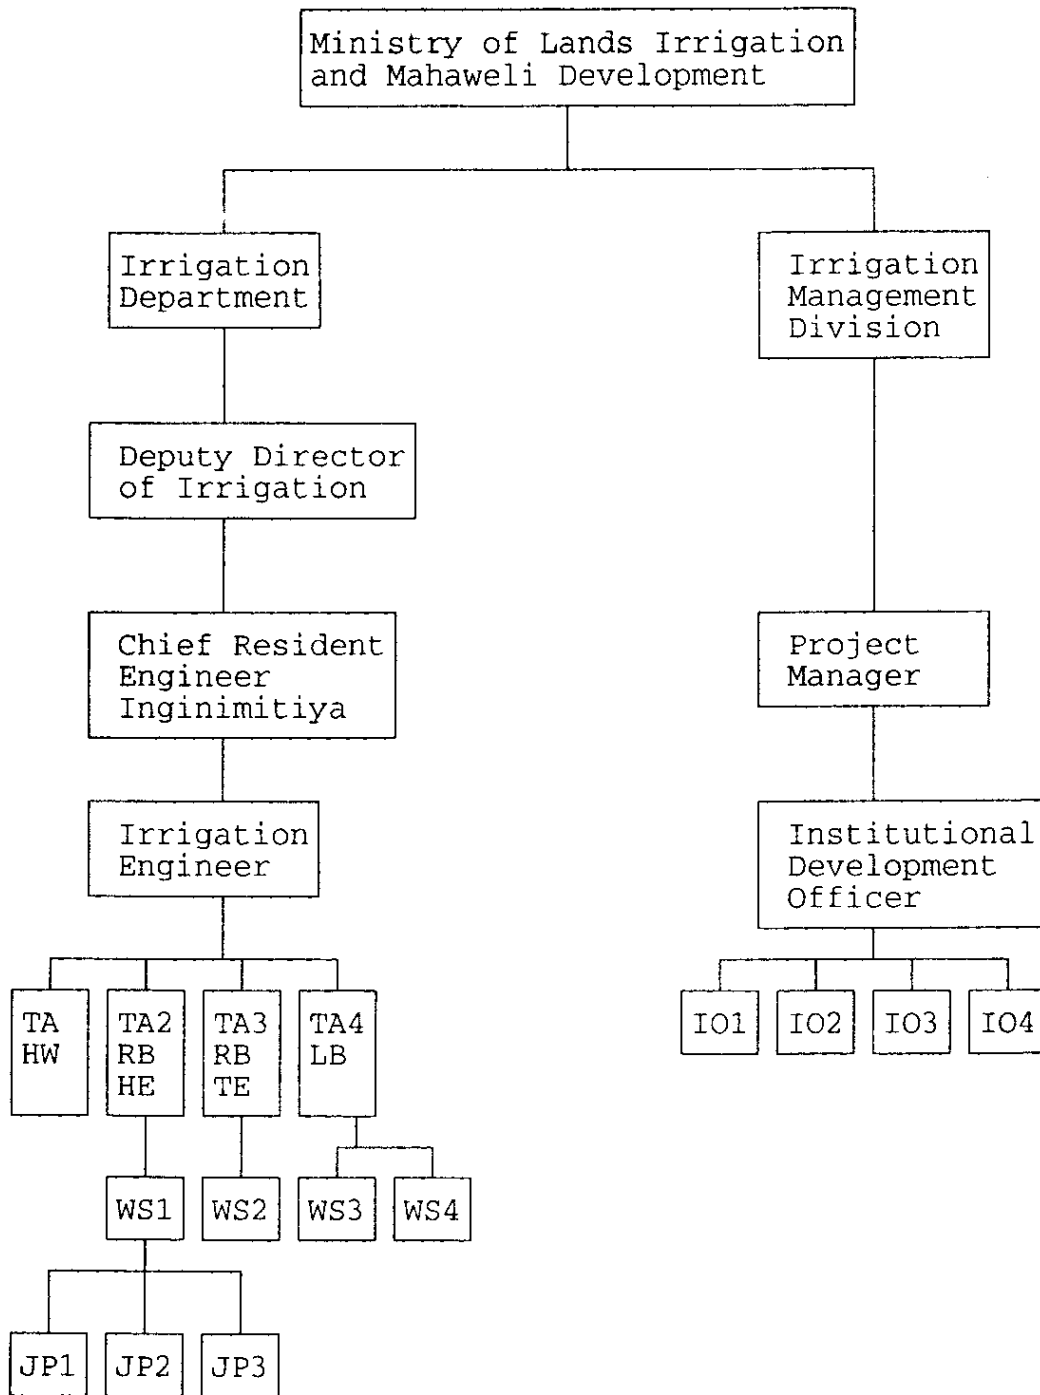 Ministry of Lands Irrigation
and Mahaweli Development
Irrigation
Department
Irrigation
Management
Division
Deputy Director
of Irrigation
Chief Resident
Engineer
Inginimitiya
Project
Manager
Irrigation
Engineer
Institutional
Development
Officer
TA
HW
TA2
RB
HE
TA3
RB
TE
TA4
LB
IO1
IO2
IO3
IO4
WS1
WS2
WS3
WS4
JP1
JP2
JP3